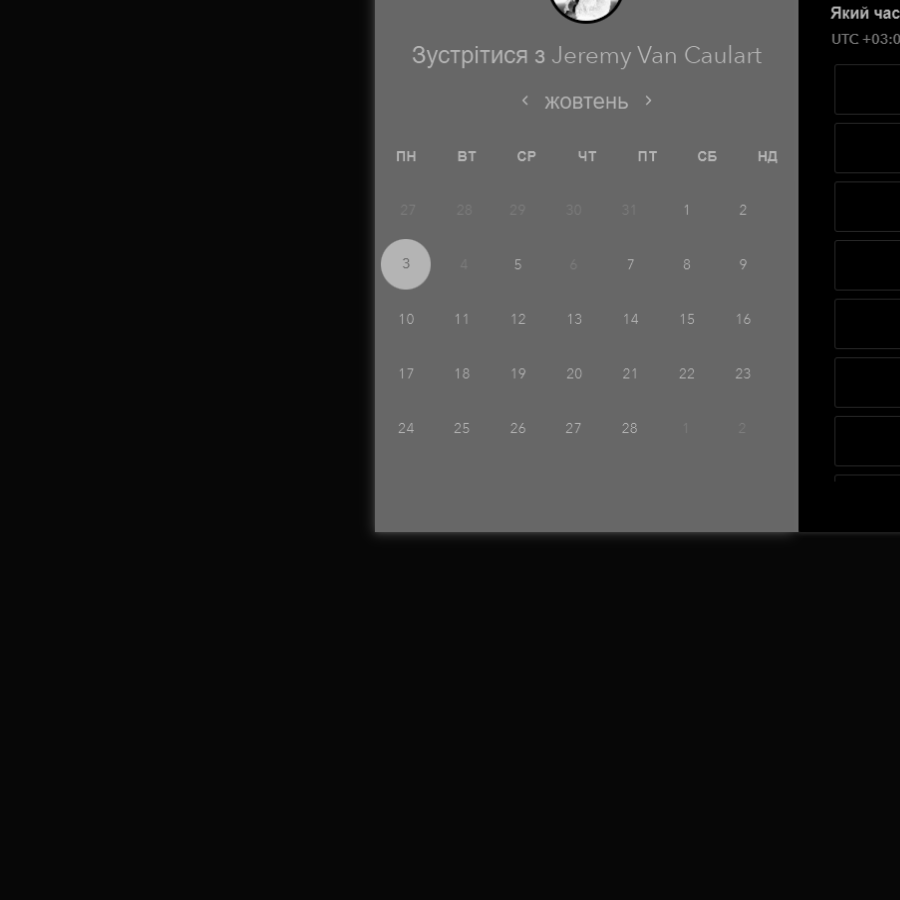 Зустрітися з Jeremy Van Caulart
жовтень
ПН ВТ СР ЧТ ПТ СБ НД
27 28 29 30 31 1 2
3 4 5 6 7 8 9
10 11 12 13 14 15 16
17 18 19 20 21 22 23
24 25 26 27 28 1 2
Який час
UTC +03:0